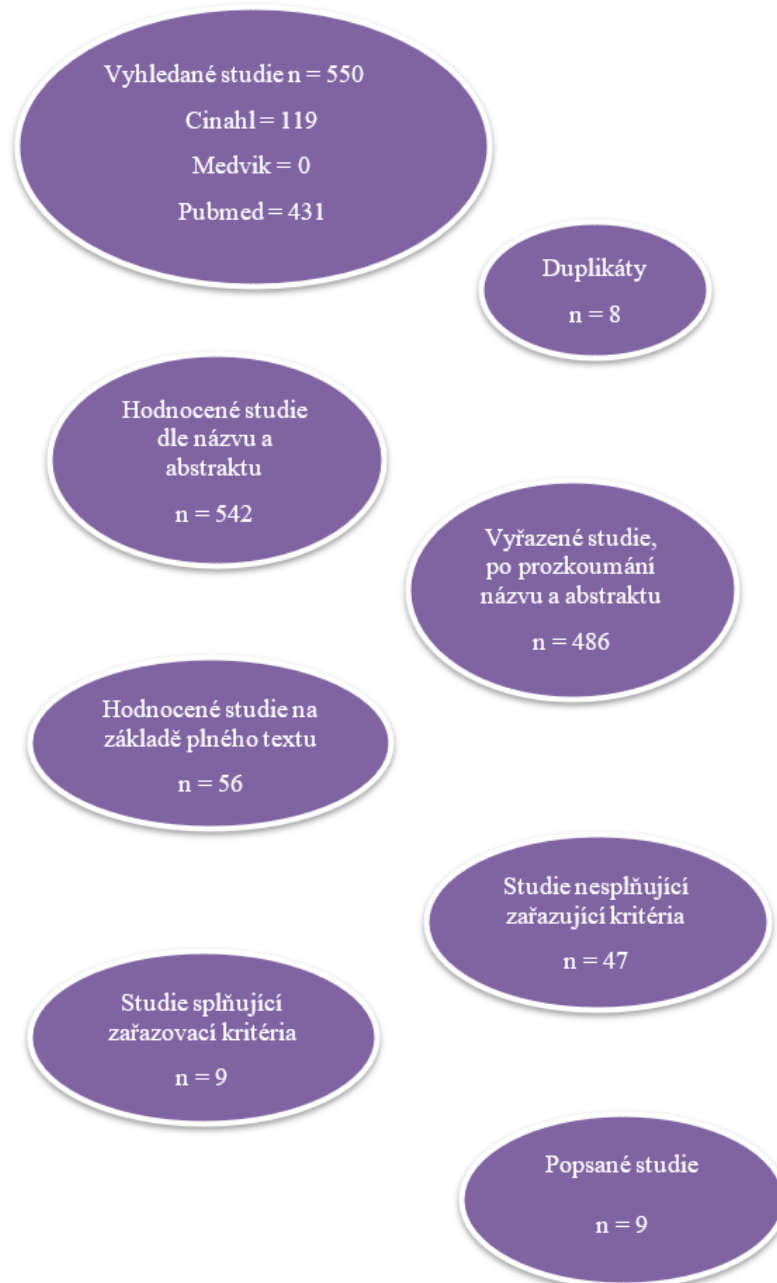 Vyhledané studie n = 550
Cinahl = 119
Medvik = 0
Pubmed = 431
Duplikáty
n = 8
Hodnocené studie
dle názvu a
abstraktu
n = 542
Vyřazené studie,
po prozkoumání
názvu a abstraktu
n = 486
Hodnocené studie na
základě plného textu
n = 56
Studie nesplňující
zařazující kritéria
n = 47
Studie splňující
zařazovací kritéria
n = 9
Popsané studie
n = 9